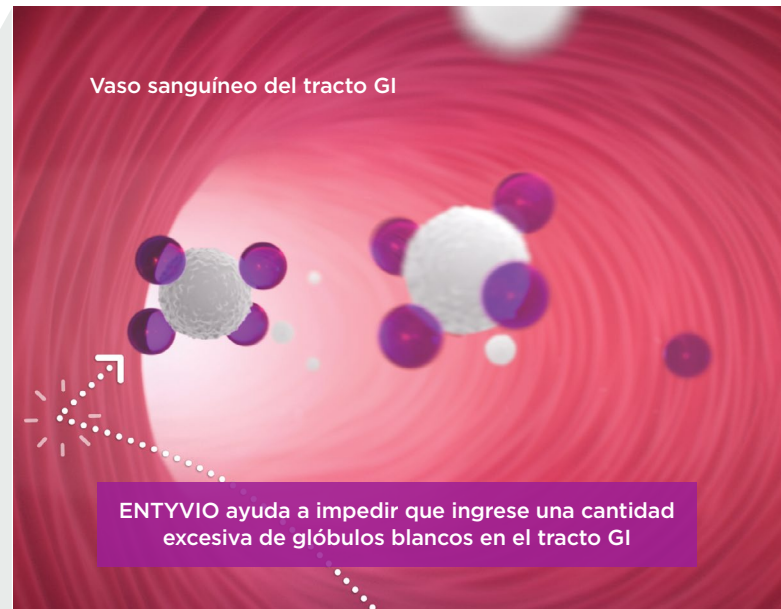 Vaso sanguíneo del tracto GI
ENTYVIO ayuda a impedir que ingrese una cantidad
excesiva de glóbulos blancos en el tracto GI